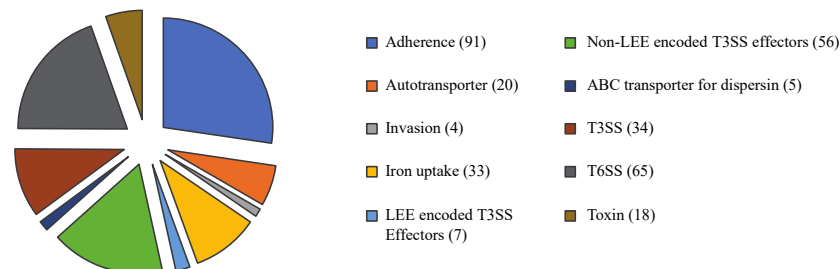 Adherence (91)
Autotransporter (20)
Invasion (4)
Iron uptake (33)
LEE encoded T3SS
Effectors (7)
Non-LEE encoded T3SS effectors (56)
ABC transporter for dispersin (5)
T3SS (34)
T6SS (65)
Toxin (18)